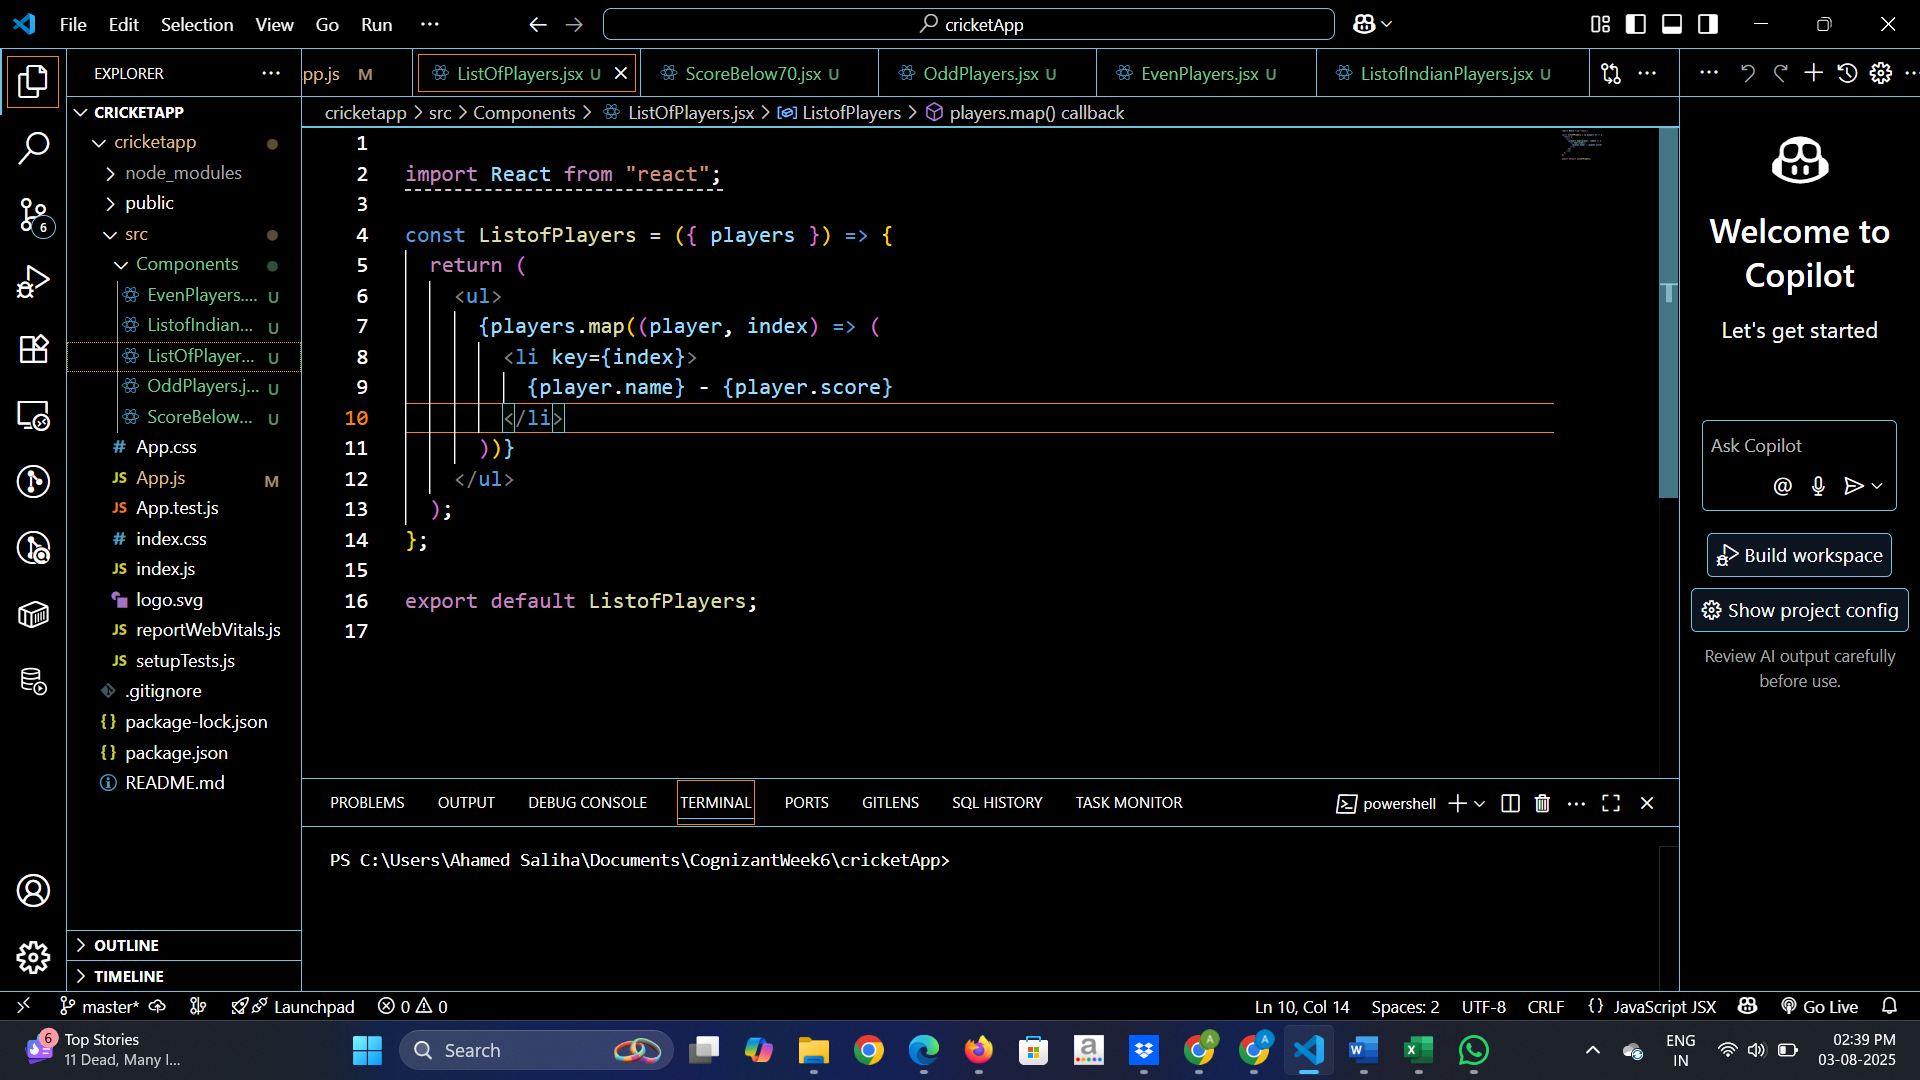 File Edit Selection View Go Run ···
cricketApp
EXPLORER ···
pp.js M
ListOfPlayers.jsx U
ScoreBelow70.jsx U
OddPlayers.jsx U
EvenPlayers.jsx U
ListofIndianPlayers.jsx U
cricketapp > src > Components > ListOfPlayers.jsx > ListofPlayers > players.map() callback
CRICKETAPP
cricketapp
node_modules
public
src
Components
EvenPlayers.... U
ListofIndian... U
ListOfPlayer... U
OddPlayers.j... U
ScoreBelow... U
# App.css
JS App.js M
JS App.test.js
# index.css
JS index.js
logo.svg
JS reportWebVitals.js
JS setupTests.js
.gitignore
{} package-lock.json
{} package.json
README.md
OUTLINE
TIMELINE
6
1
2 import React from "react";
3
4 const ListofPlayers = ({ players }) => {
5 return (
6 <ul>
7 {players.map((player, index) => (
8 <li key={index}>
9 {player.name} - {player.score}
10 </li>
11 ))}
12 </ul>
13 );
14 };
15
16 export default ListofPlayers;
17
Welcome to
Copilot
Let's get started
Ask Copilot
@
Build workspace
Show project config
Review AI output carefully
before use.
PROBLEMS OUTPUT DEBUG CONSOLE TERMINAL PORTS GITLENS SQL HISTORY TASK MONITOR
powershell
PS C:\Users\Ahamed Saliha\Documents\CognizantWeek6\cricketApp>
master* Launchpad 0 0
Ln 10, Col 14 Spaces: 2 UTF-8 CRLF {} JavaScript JSX Go Live
6
Top Stories
11 Dead, Many I...
Search
ENG
IN
02:39 PM
03-08-2025